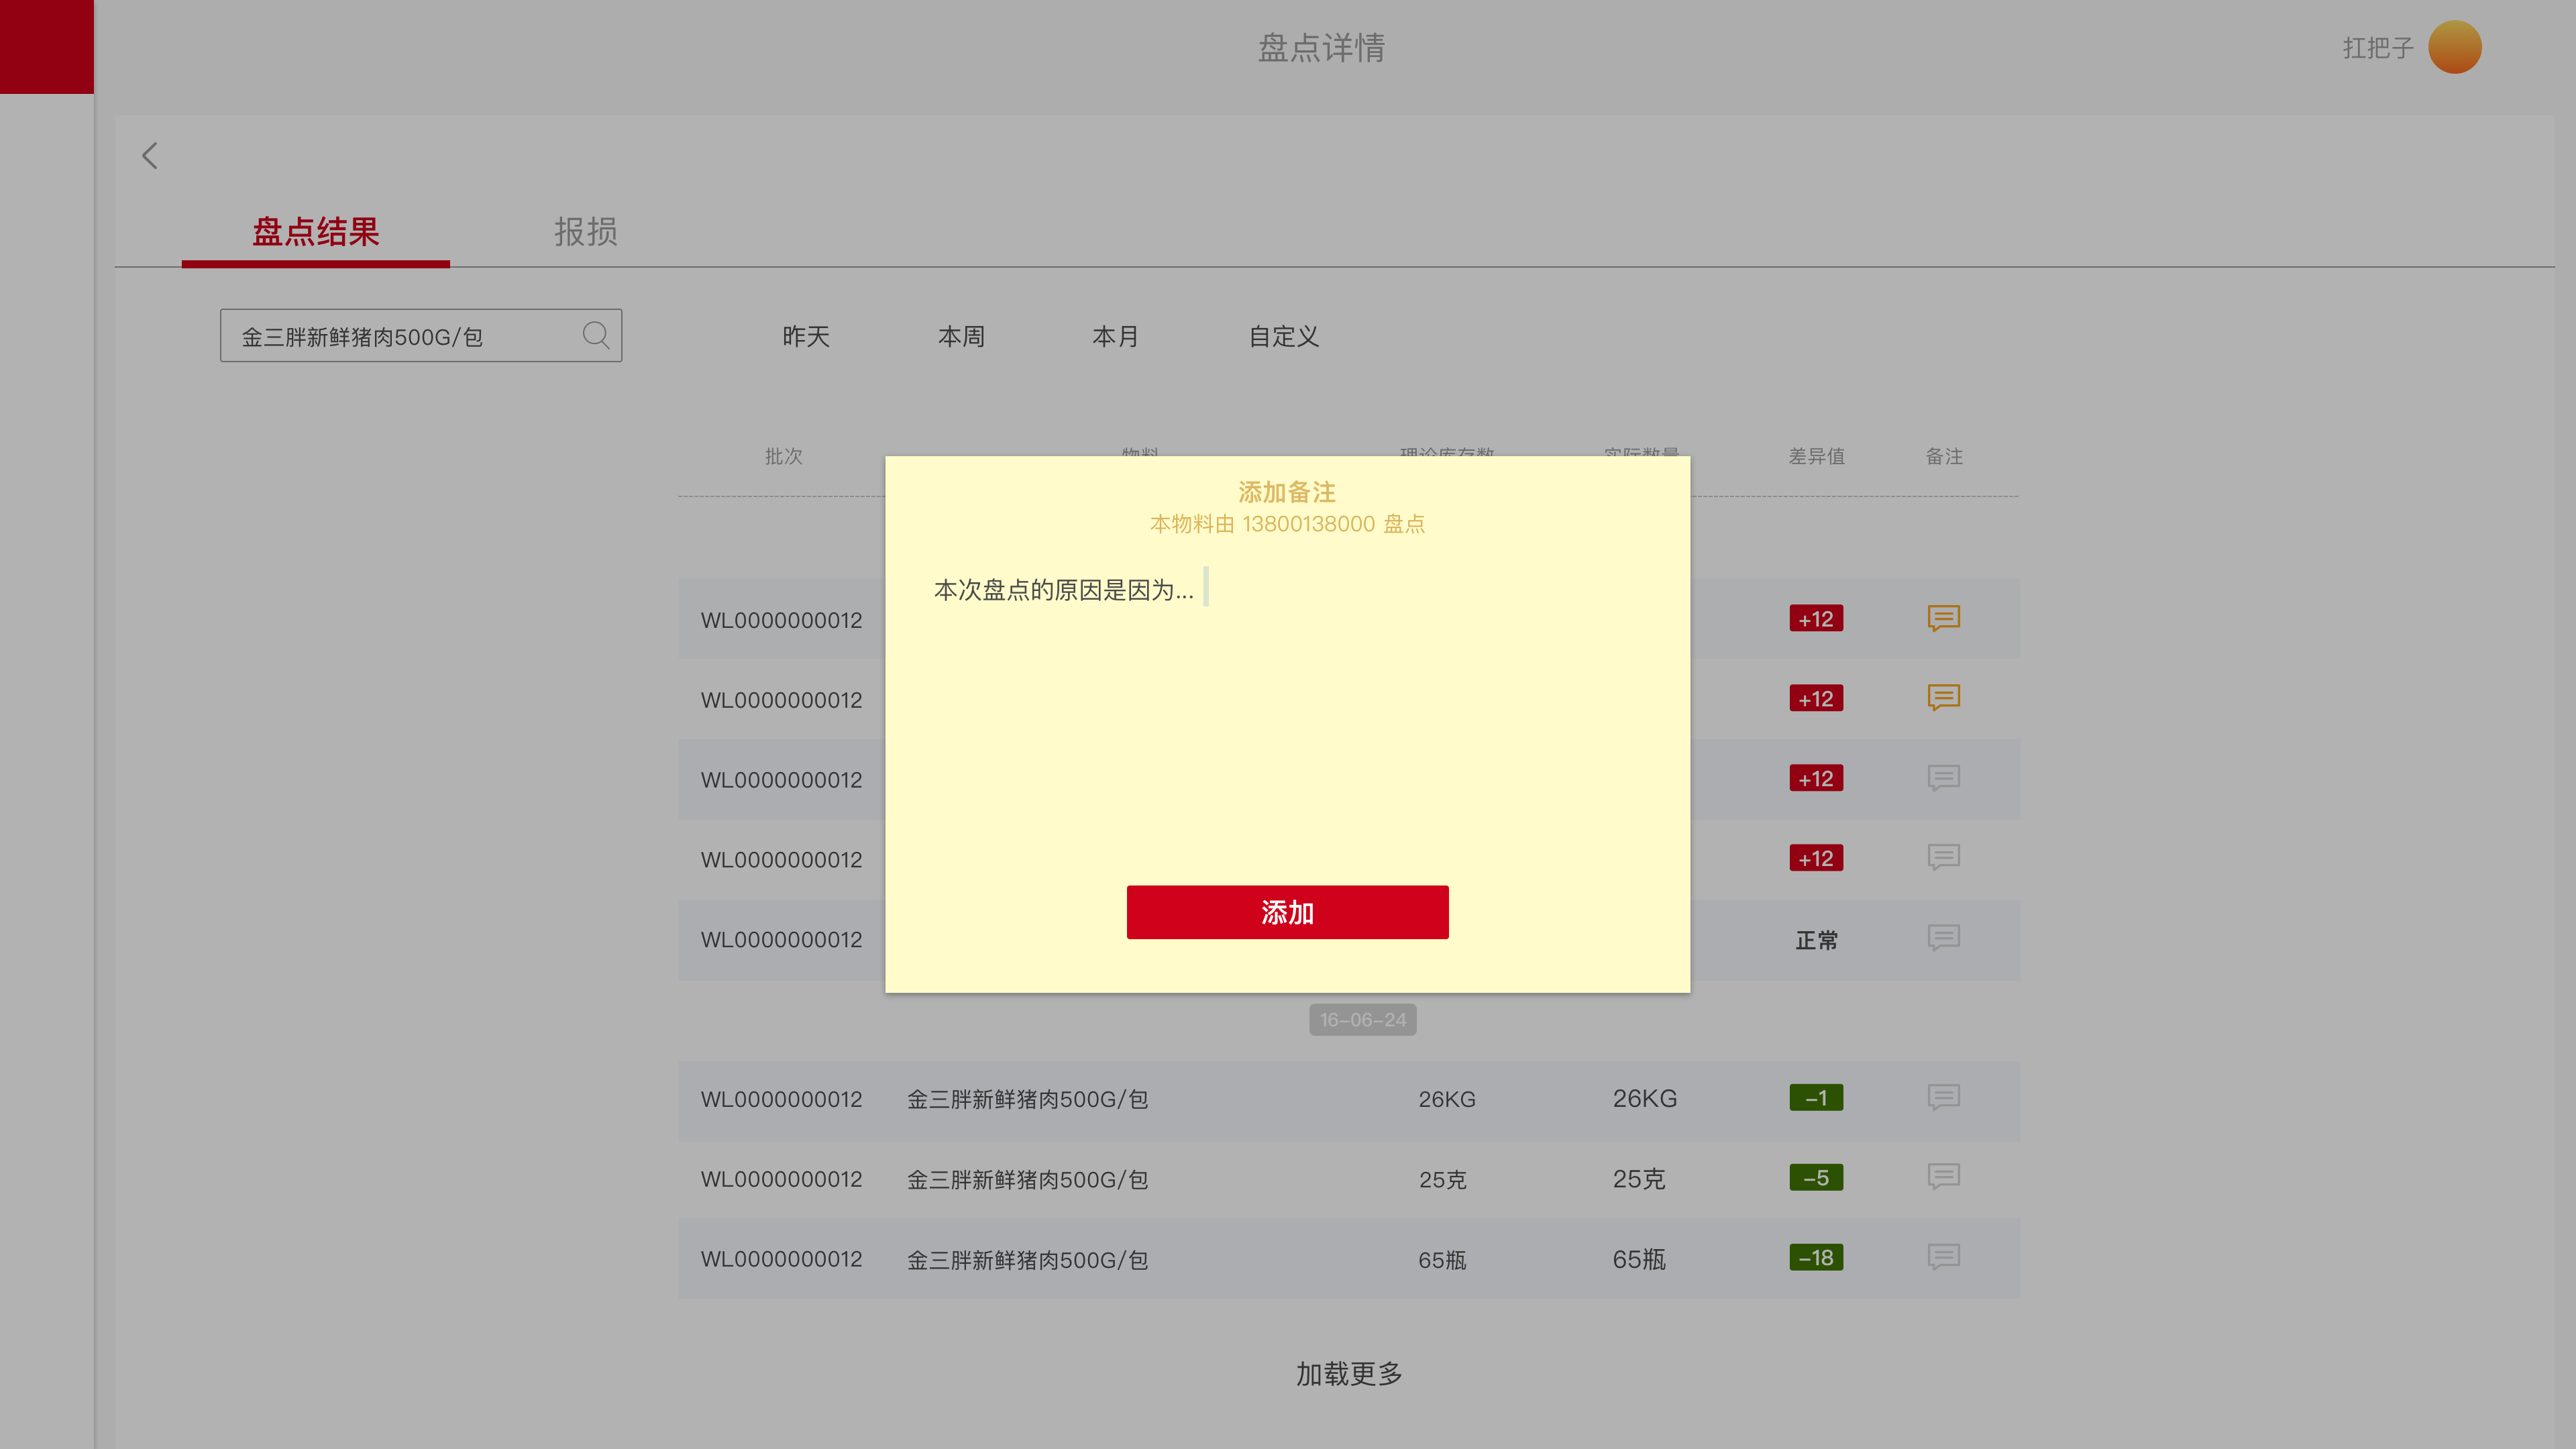 盘点详情
扛把子
盘点结果
报损
金三胖新鲜猪肉500G/包
昨天
本周
本月
自定义
批次
物料
理论库存数
实际数量
差异值
备注
添加备注
本物料由 13800138000 盘点
本次盘点的原因是因为...
WL0000000012
+12
WL0000000012
+12
WL0000000012
+12
WL0000000012
+12
添加
WL0000000012
正常
16-06-24
WL0000000012 金三胖新鲜猪肉500G/包 26KG 26KG -1
WL0000000012 金三胖新鲜猪肉500G/包 25克 25克 -5
WL0000000012 金三胖新鲜猪肉500G/包 65瓶 65瓶 -18
加载更多